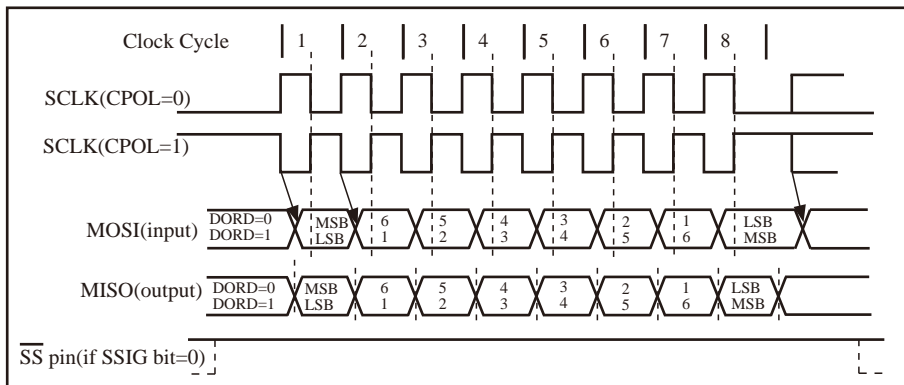 Clock Cycle 1 2 3 4 5 6 7 8
SCLK(CPOL=0)
SCLK(CPOL=1)
MOSI(input) DORD=0 MSB 6 5 4 3 2 1 LSB
DORD=1 LSB 1 2 3 4 5 6 MSB
MISO(output) DORD=0 MSB 6 5 4 3 2 1 LSB
DORD=1 LSB 1 2 3 4 5 6 MSB
SS pin(if SSIG bit=0)